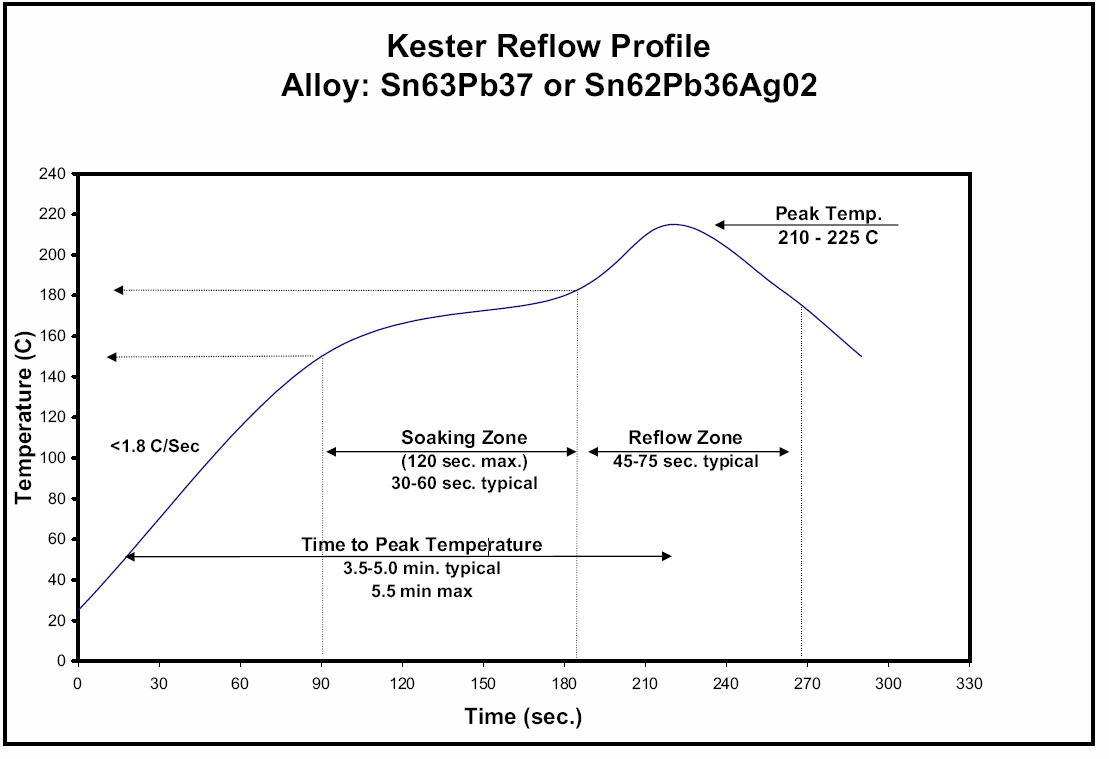 Kester Reflow Profile
Alloy: Sn63Pb37 or Sn62Pb36Ag02
240
220
200
180
160
140
120
100
80
60
40
20
0
Temperature (C)
Peak Temp.
210 - 225 C
<1.8 C/Sec
Soaking Zone
(120 sec. max.)
30-60 sec. typical
Reflow Zone
45-75 sec. typical
Time to Peak Temperature
3.5-5.0 min. typical
5.5 min max
0 30 60 90 120 150 180 210 240 270 300 330
Time (sec.)